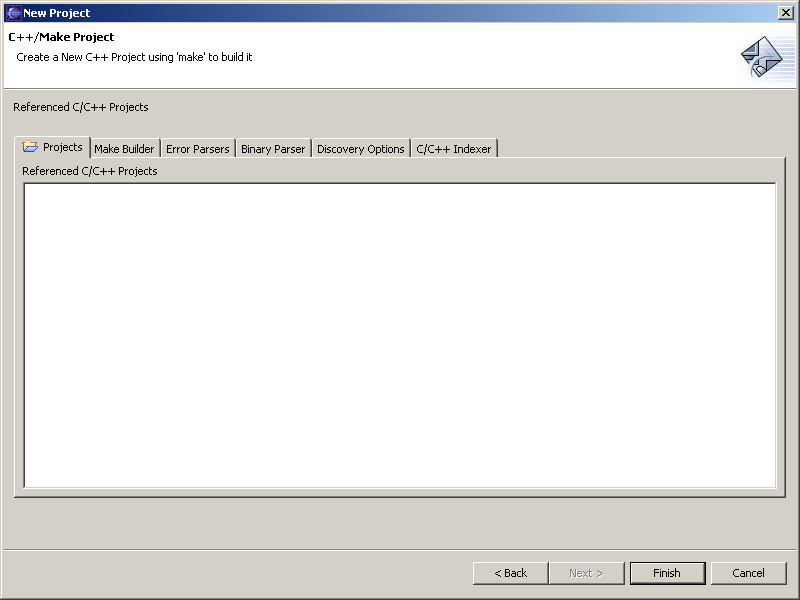 New Project
C++/Make Project
Create a New C++ Project using 'make' to build it
Referenced C/C++ Projects
Projects Make Builder Error Parsers Binary Parser Discovery Options C/C++ Indexer
Referenced C/C++ Projects
< Back Next > Finish Cancel